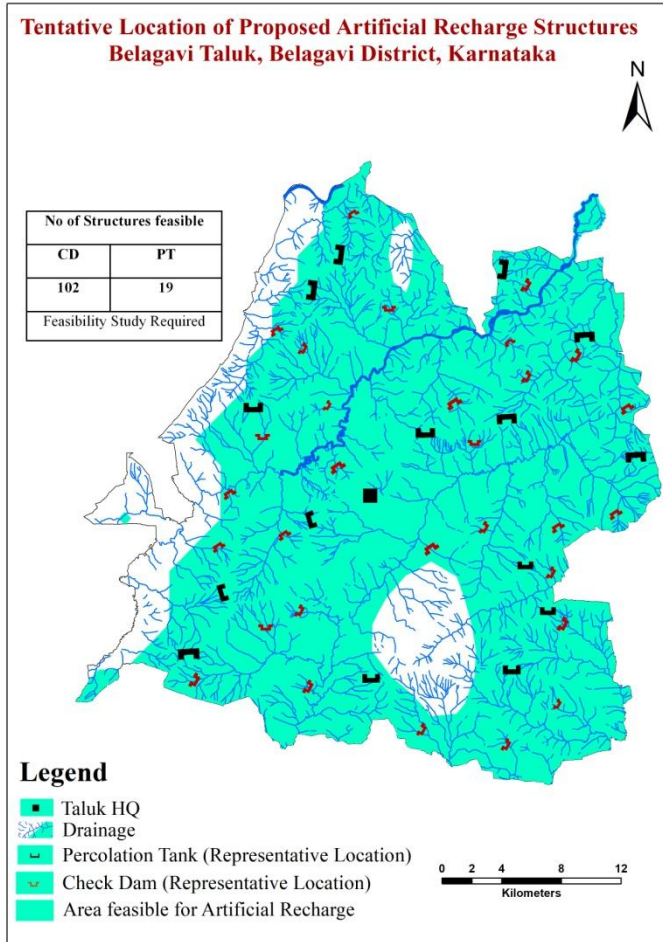 Tentative Location of Proposed Artificial Recharge Structures
Belagavi Taluk, Belagavi District, Karnataka
N
No of Structures feasible
CD PT
102 19
Feasibility Study Required
Legend
Taluk HQ
Drainage
Percolation Tank (Representative Location)
Check Dam (Representative Location)
Area feasible for Artificial Recharge
0 2 4 8 12
Kilometers